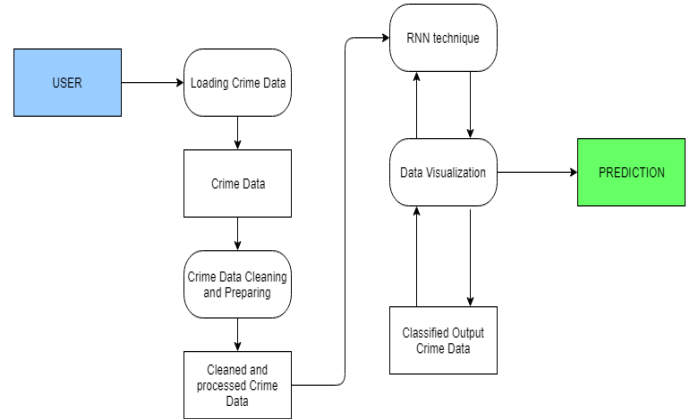 USER
Loading Crime Data
Crime Data
Crime Data Cleaning
and Preparing
Cleaned and
processed Crime
Data
RNN technique
Data Visualization
Classified Output
Crime Data
PREDICTION